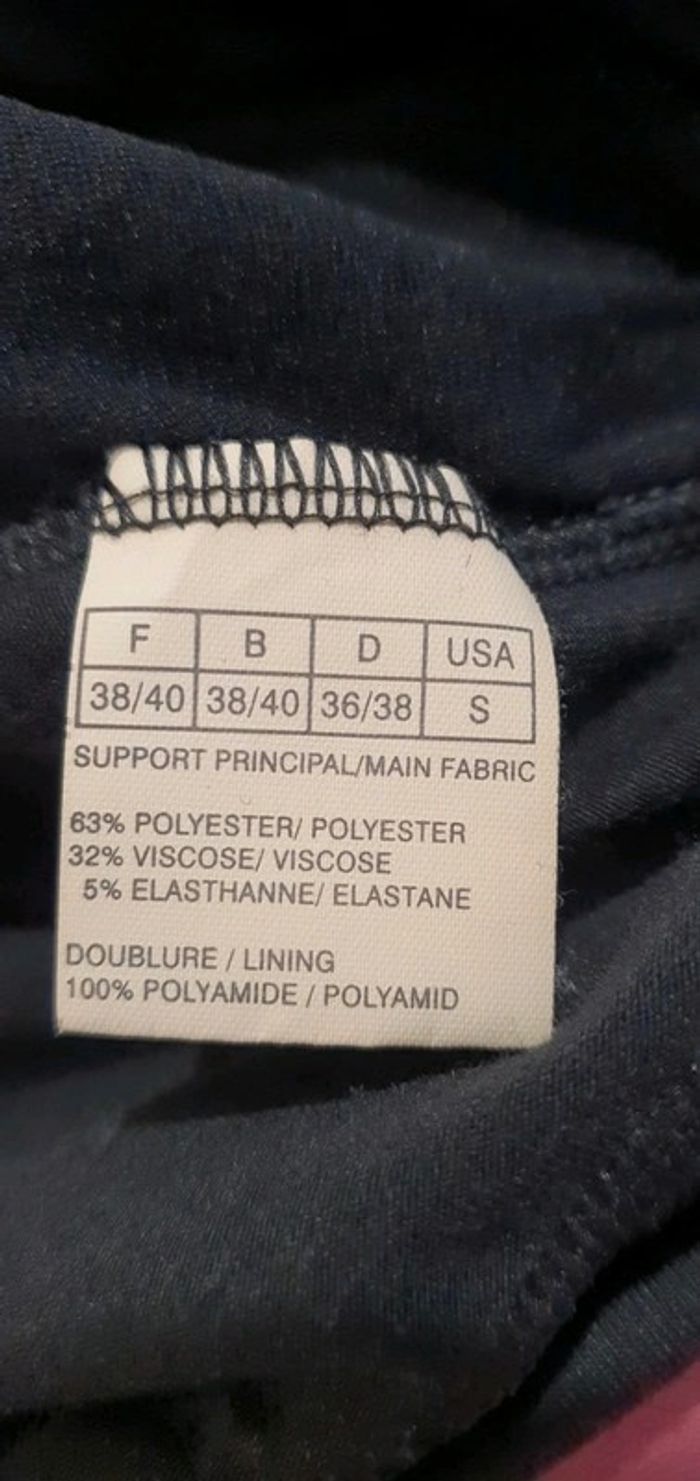 F B D USA
38/40 38/40 36/38 S
SUPPORT PRINCIPAL/MAIN FABRIC
63% POLYESTER/ POLYESTER
32% VISCOSE/ VISCOSE
5% ELASTHANNE/ ELASTANE
DOUBLURE / LINING
100% POLYAMIDE / POLYAMID